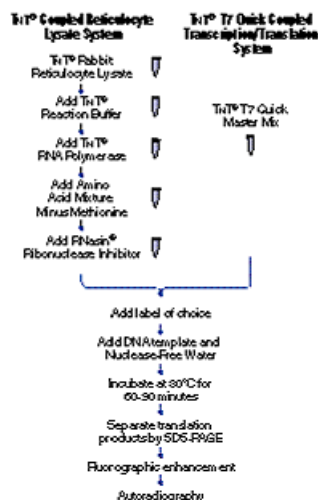 TNT® Coupled Reticulocyte
Lysate System
TNT® Rabbit
Reticulocyte Lysate
Add TNT®
Reaction Buffer
Add TNT®
RNA Polymerase
Add Amino
Acid Mixture
Minus Methionine
Add RNasin®
Ribonuclease Inhibitor
TNT® T7 Quick Coupled
Transcription/Translation
System
TNT® T7 Quick
Master Mix
Add label of choice
Add DNA template and
Nuclease-Free Water
Incubate at 30°C for
60-90 minutes
Separate translation
products by SDS-PAGE
Fluorographic enhancement
Autoradiography